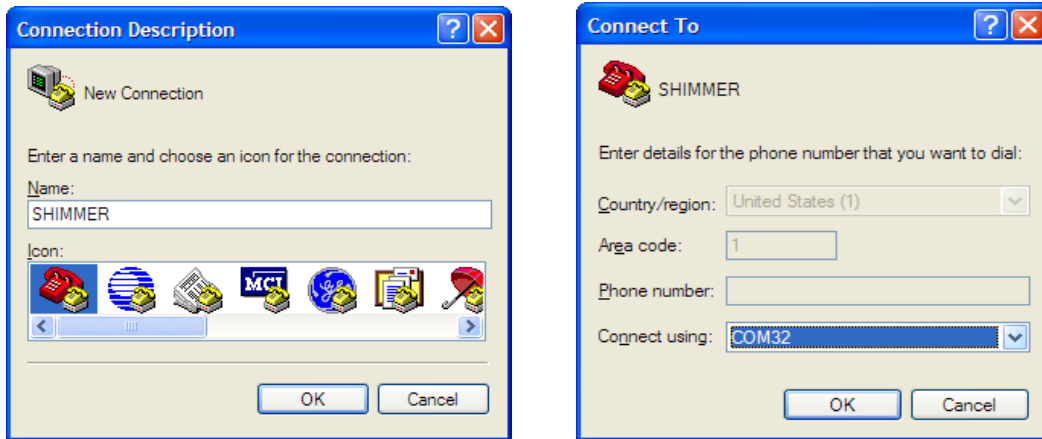 Connection Description
New Connection
Enter a name and choose an icon for the connection:
Name:
SHIMMER
Icon:
MCI
OK
Cancel
Connect To
SHIMMER
Enter details for the phone number that you want to dial:
Country/region: United States (1)
Area code: 1
Phone number:
Connect using: COM32
OK
Cancel